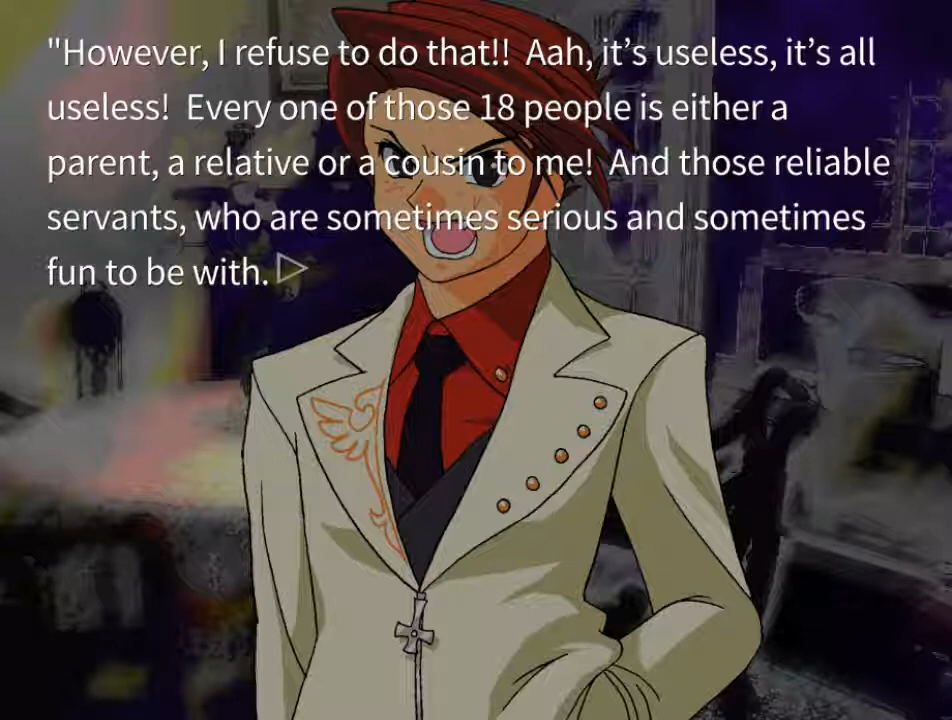 "However, I refuse to do that!!  Aah, it’s useless, it’s all
useless!  Every one of those 18 people is either a
parent, a relative or a cousin to me!  And those reliable
servants, who are sometimes serious and sometimes
fun to be with.